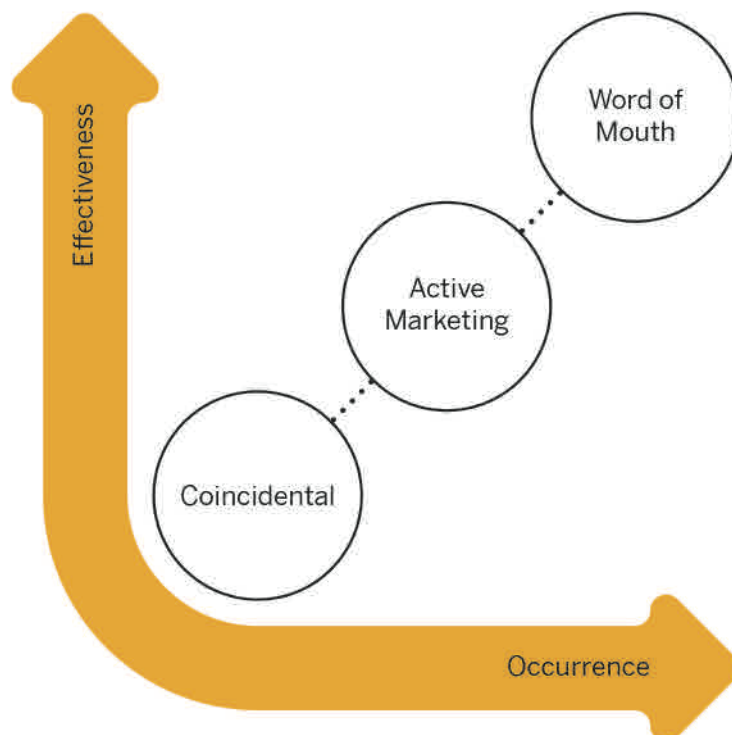 Effectiveness
Word of
Mouth
Active
Marketing
Coincidental
Occurrence